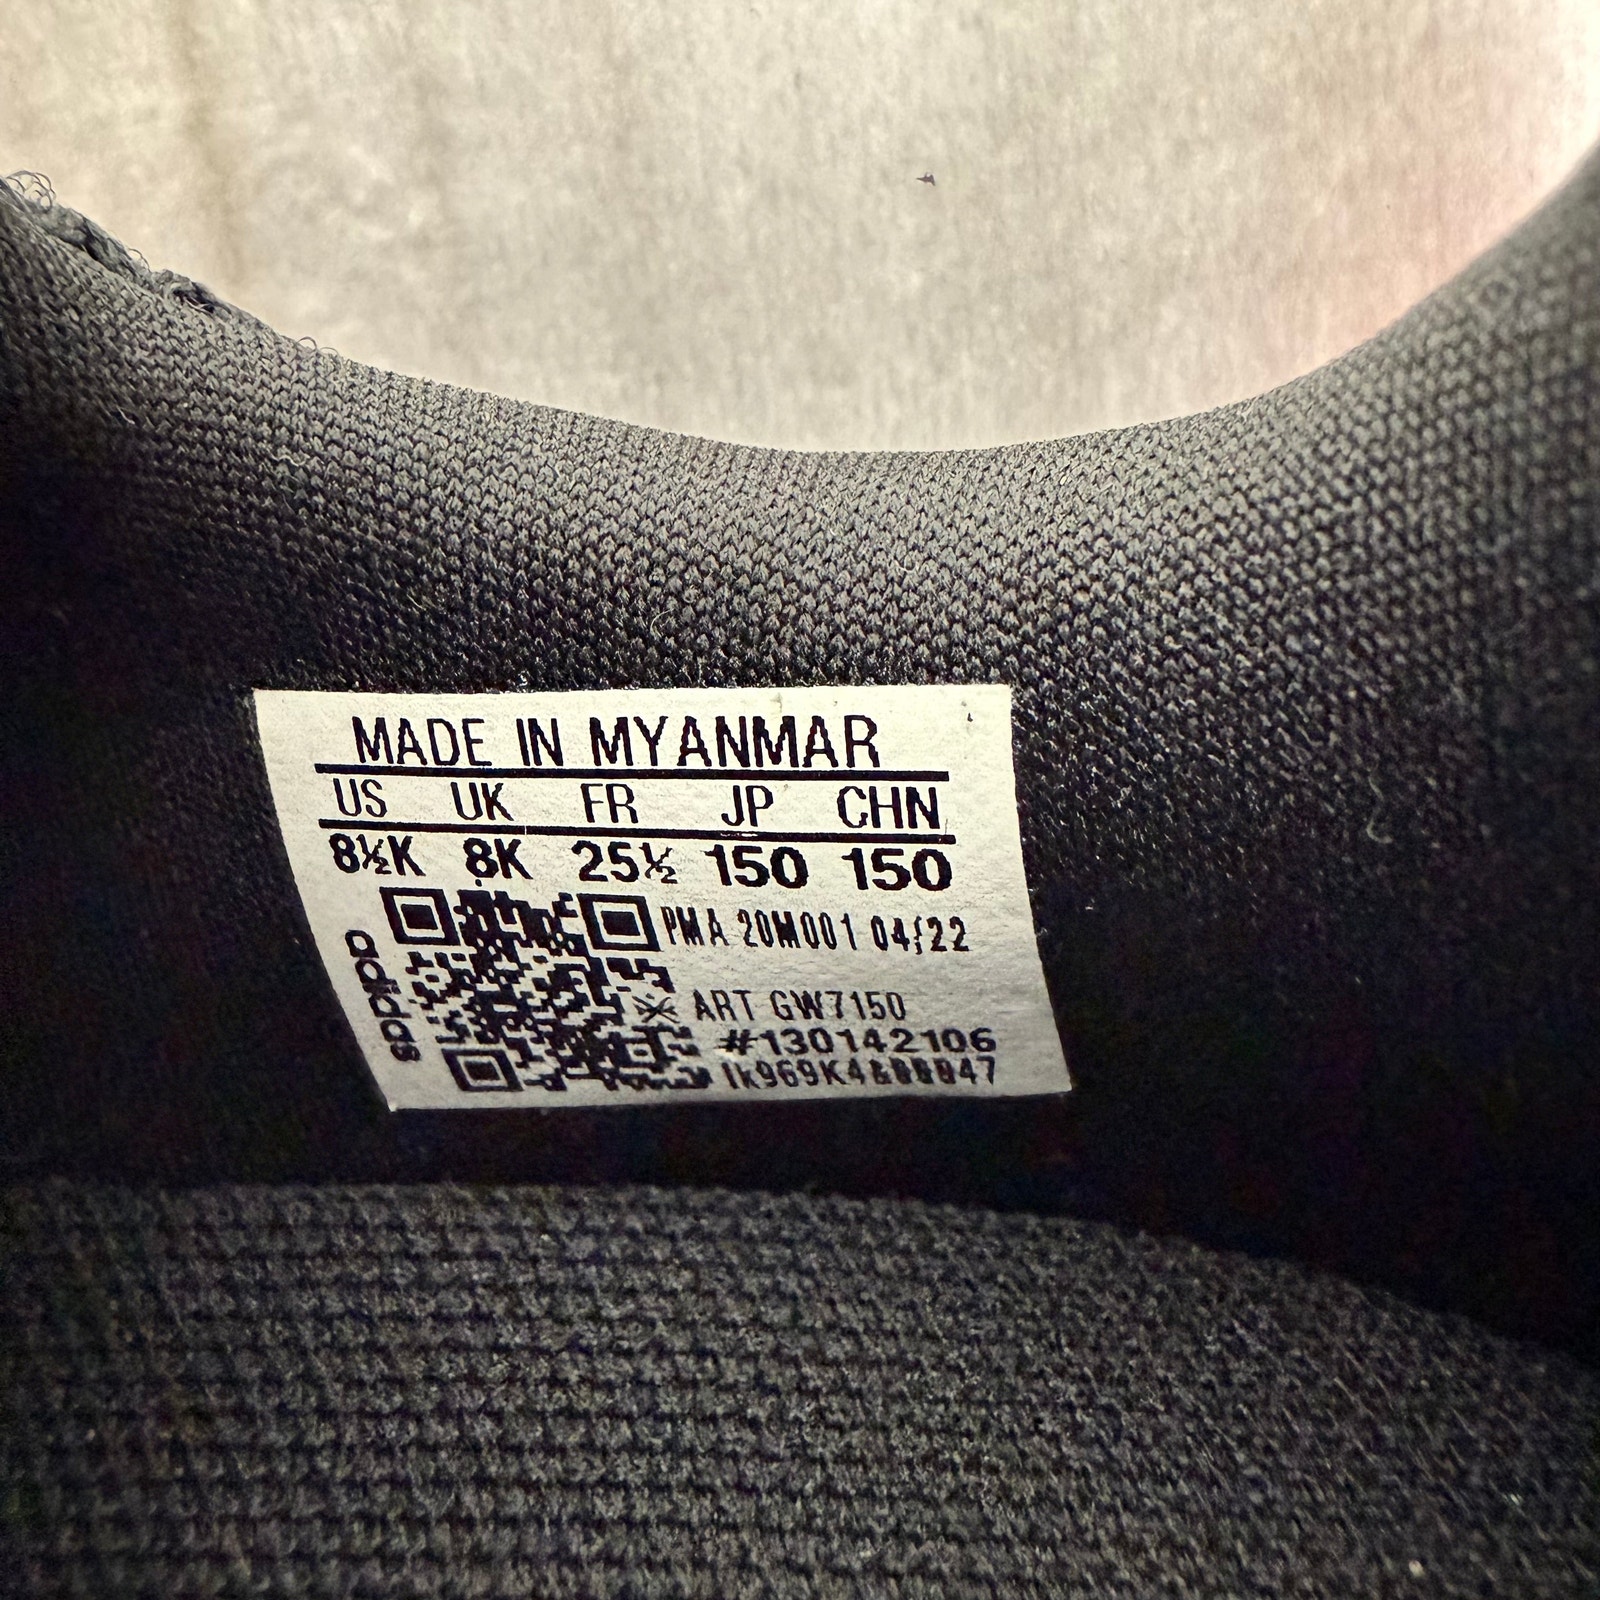 MADE IN MYANMAR
US UK FR JP CHN
8½K 8K 25½ 150 150
PMA 20M001 04/22
ART GW7150
#130142106